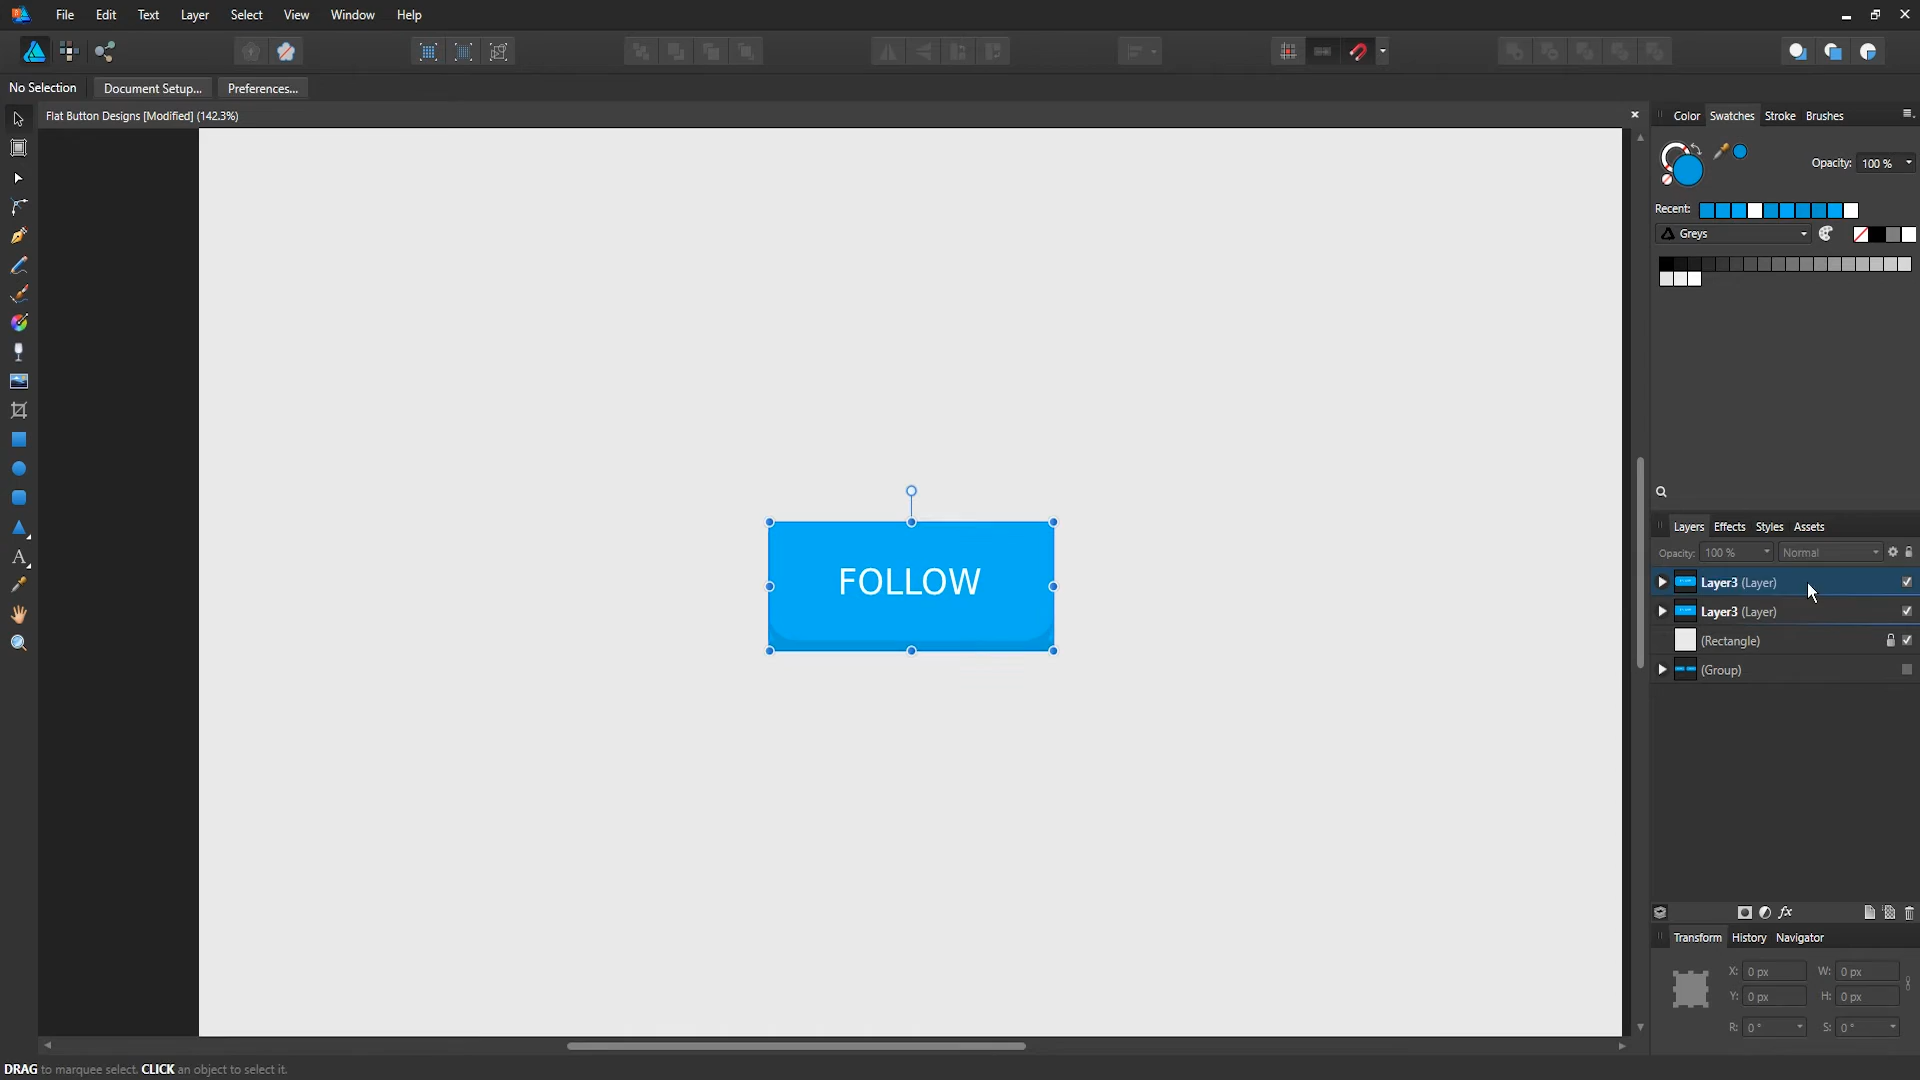 File Edit Text Layer Select View Window Help
No Selection Document Setup... Preferences...
Flat Button Designs [Modified] (142.3%)
Color Swatches Stroke Brushes
Opacity: 100 %
Recent:
Greys
FOLLOW
Layers Effects Styles Assets
Opacity: 100 % Normal
Layer3 (Layer)
Layer3 (Layer)
(Rectangle)
(Group)
fx
Transform History Navigator
X: 0 px W: 0 px
Y: 0 px H: 0 px
R: 0 ° S: 0 °
DRAG to marquee select. CLICK an object to select it.